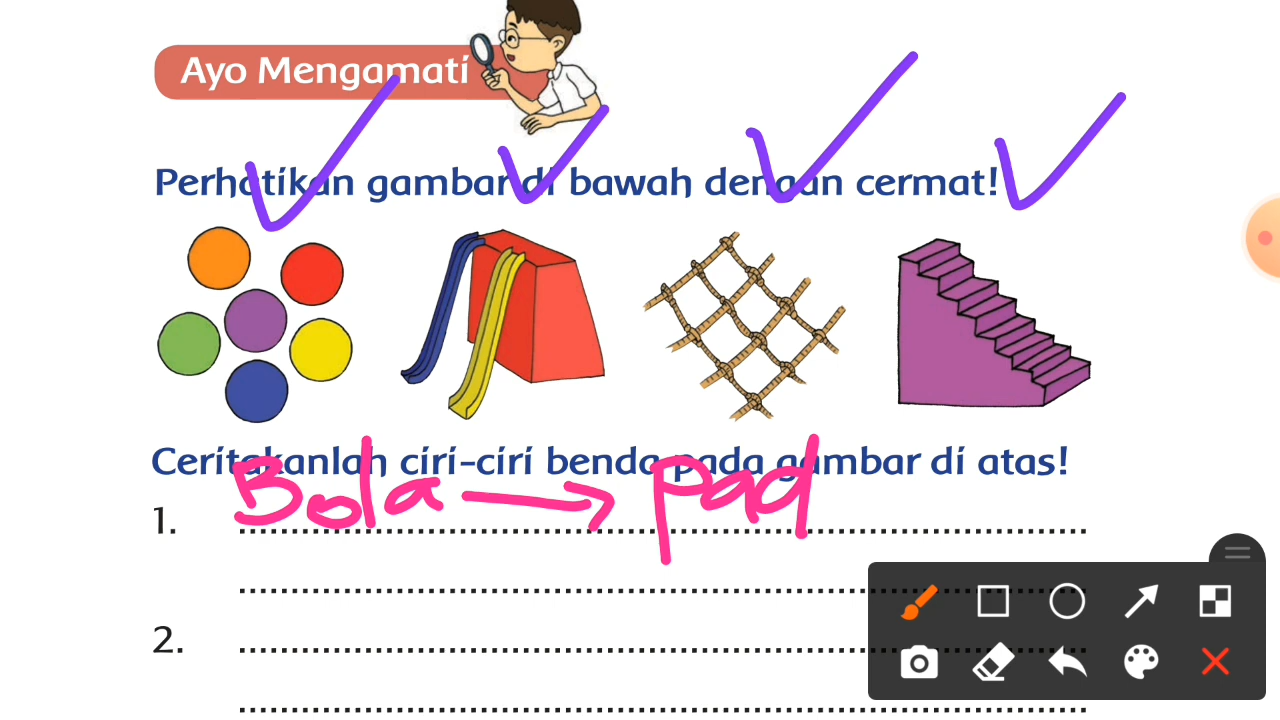 Ayo Mengamati
Perhatikan gambar di bawah dengan cermat!
Ceritakanlah ciri-ciri benda pada gambar di atas!
Bola → pad
1. ........................................................................
........................................................................
2. ........................................................................
........................................................................